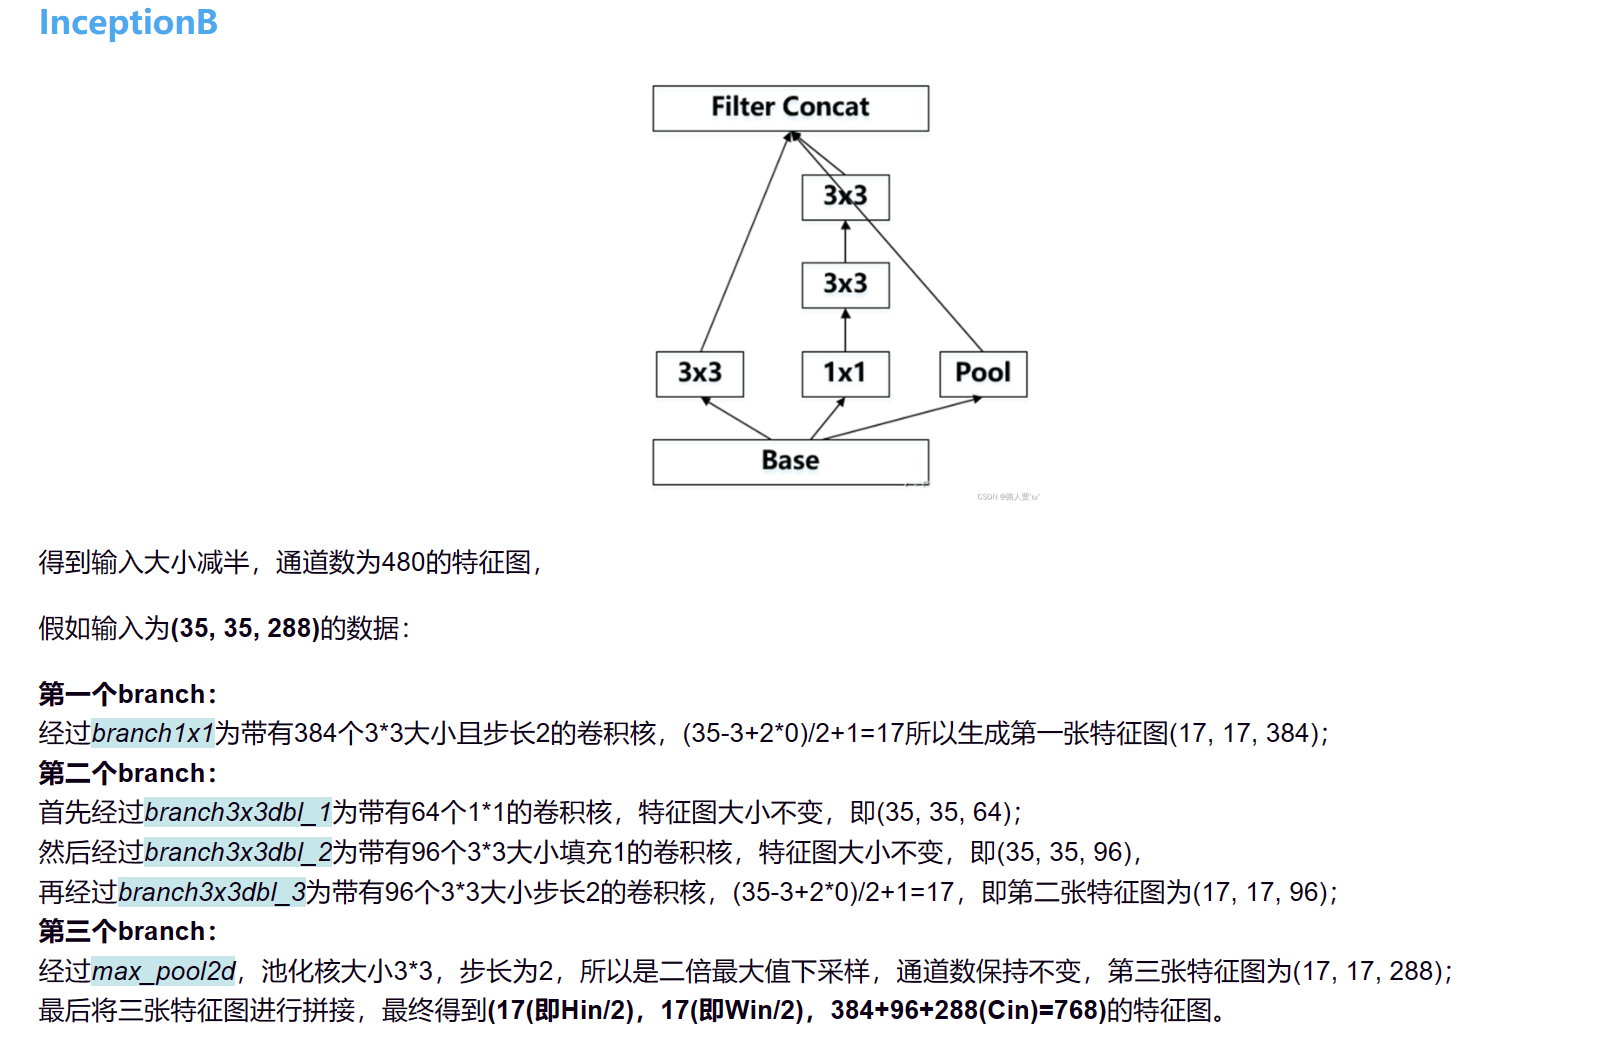 InceptionB
Filter Concat
3x3
3x3
3x3 1x1 Pool
Base
CSDN @路人贾'ω'
得到输入大小减半，通道数为480的特征图，
假如输入为(35, 35, 288)的数据：
第一个branch：
经过branch1x1为带有384个3*3大小且步长2的卷积核，(35-3+2*0)/2+1=17所以生成第一张特征图(17, 17, 384)；
第二个branch：
首先经过branch3x3dbl_1为带有64个1*1的卷积核，特征图大小不变，即(35, 35, 64)；
然后经过branch3x3dbl_2为带有96个3*3大小填充1的卷积核，特征图大小不变，即(35, 35, 96)，
再经过branch3x3dbl_3为带有96个3*3大小步长2的卷积核，(35-3+2*0)/2+1=17，即第二张特征图为(17, 17, 96)；
第三个branch：
经过max_pool2d，池化核大小3*3，步长为2，所以是二倍最大值下采样，通道数保持不变，第三张特征图为(17, 17, 288)；
最后将三张特征图进行拼接，最终得到(17(即Hin/2)，17(即Win/2)，384+96+288(Cin)=768)的特征图。